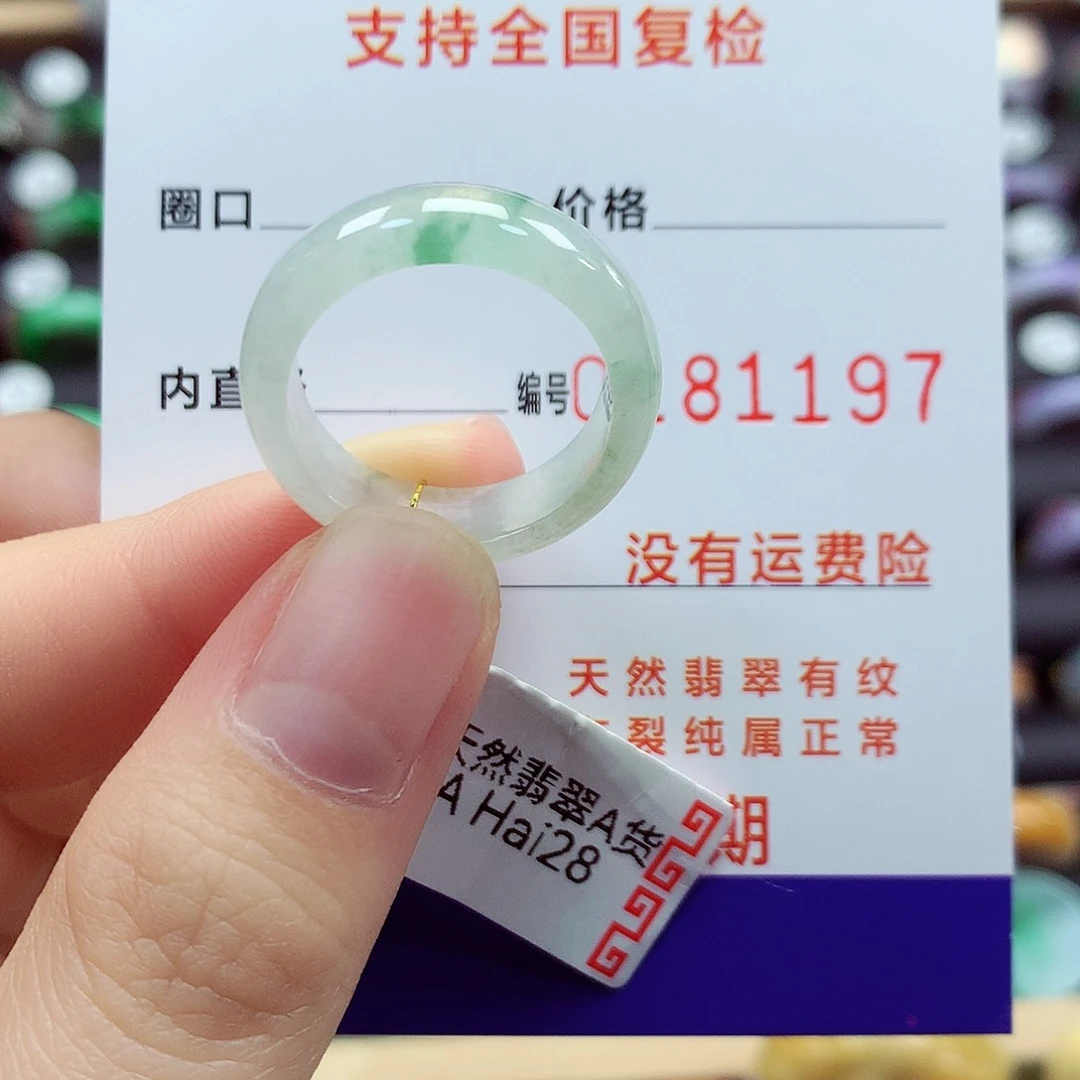 支持全国复检
圈口 价格
内直 编号 0 81197
没有运费险
天然翡翠有纹
裂纯属正常
期
天然翡翠A货
A Hai28